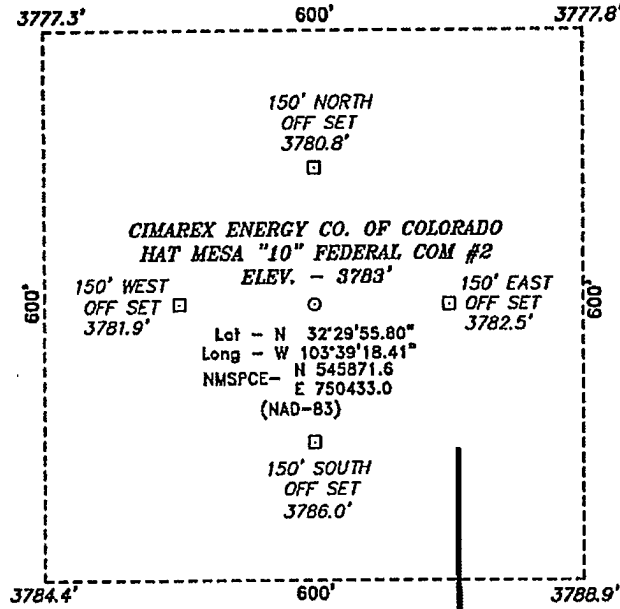 3777.3' 600' 3777.8'
150' NORTH
OFF SET
3780.8'
CIMAREX ENERGY CO. OF COLORADO
HAT MESA "10" FEDERAL COM #2
ELEV. - 3783'
600'
150' WEST
OFF SET
3781.9'
150' EAST
OFF SET
3782.5'
600'
Lat - N 32°29'55.80"
Long - W 103°39'18.41"
NMSPCE- N 545871.6
E 750433.0
(NAD-83)
150' SOUTH
OFF SET
3786.0'
3784.4' 600' 3788.9'